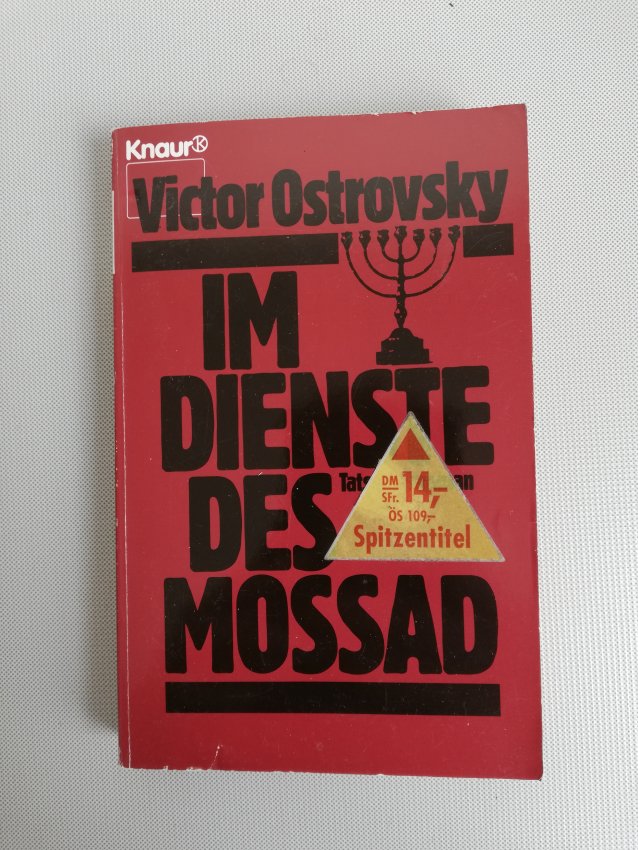 Knaur
Victor Ostrovsky
IM
DIENSTE
DES
MOSSAD
DM
SFr. 14,-
ÖS 109,-
Spitzentitel